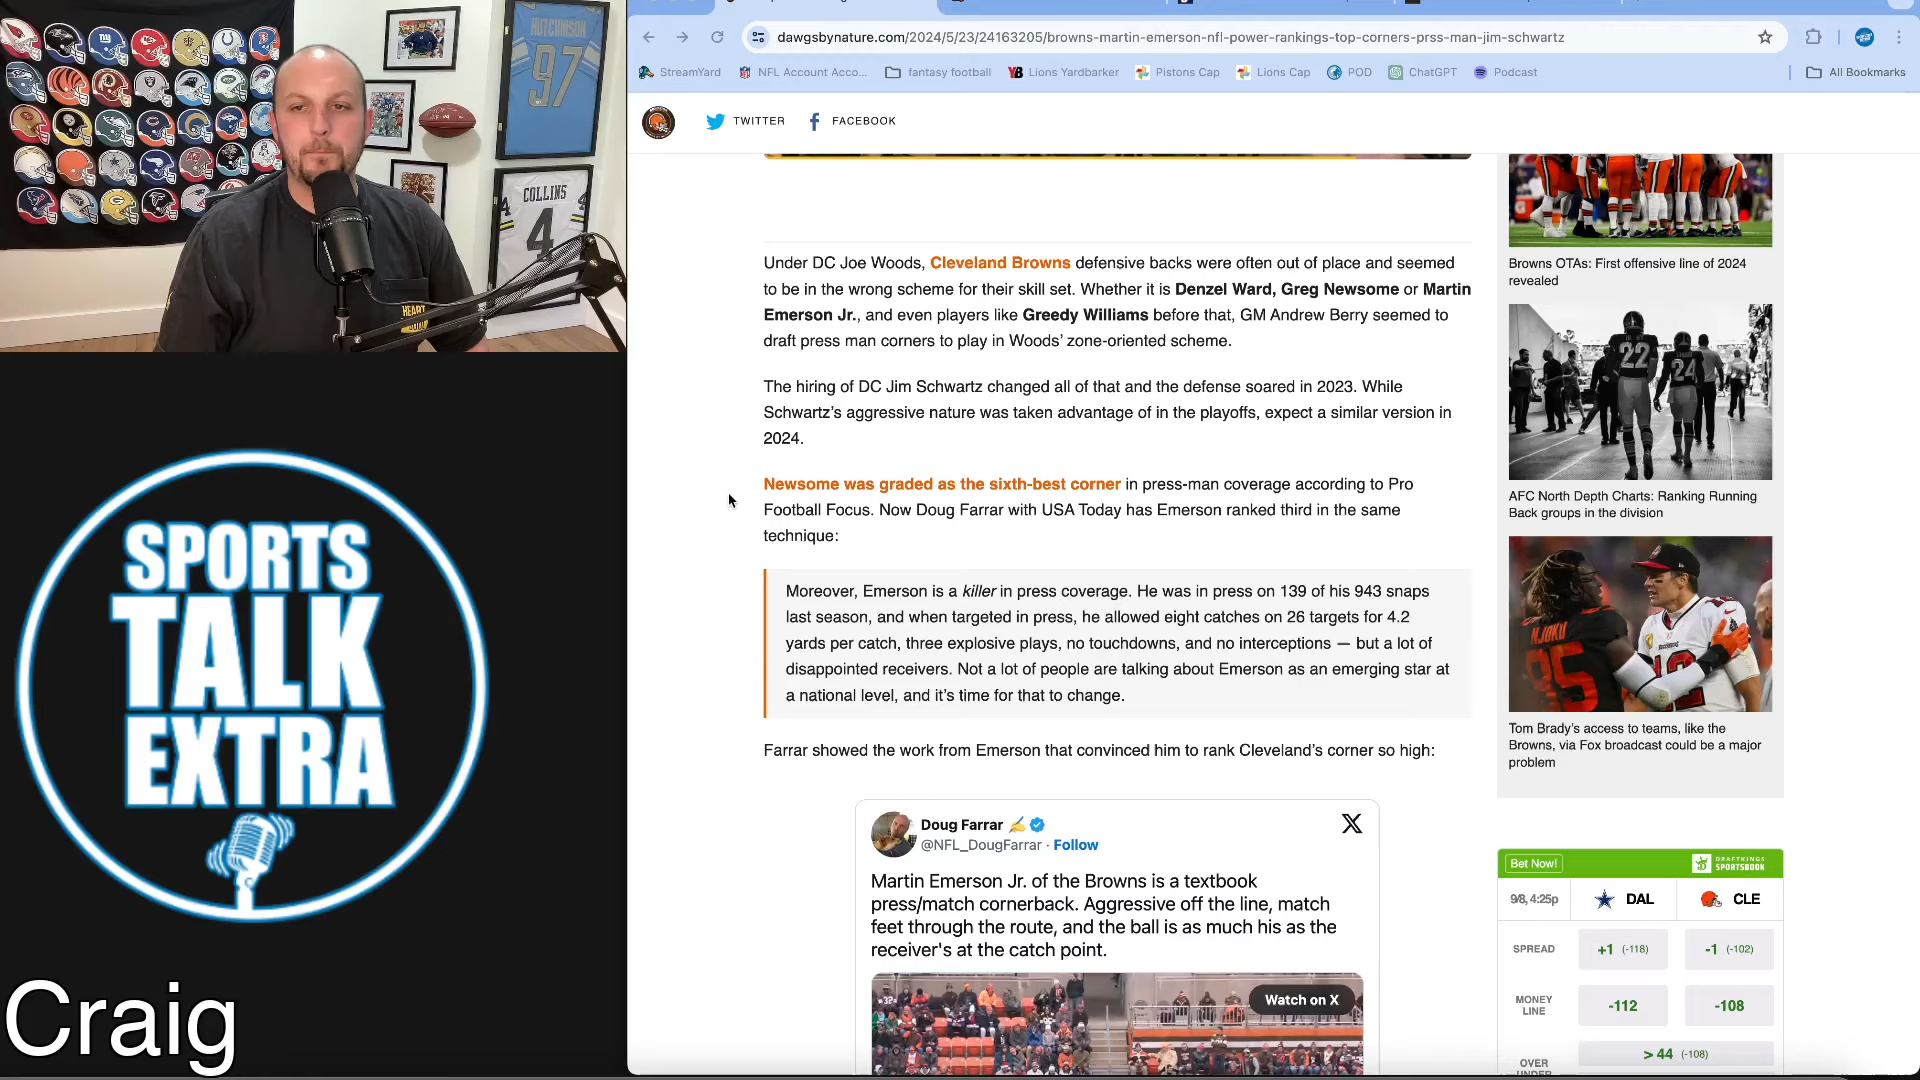 HUTCHINSON
97
COLLINS
4
HEART
SPORTS
TALK
EXTRA
Craig
dawgsbynature.com/2024/5/23/24163205/browns-martin-emerson-nfl-power-rankings-top-corners-prss-man-jim-schwartz
StreamYard
NFL Account Acco...
fantasy football
Lions Yardbarker
Pistons Cap
Lions Cap
POD
ChatGPT
Podcast
All Bookmarks
TWITTER
FACEBOOK
Under DC Joe Woods, Cleveland Browns defensive backs were often out of place and seemed
to be in the wrong scheme for their skill set. Whether it is Denzel Ward, Greg Newsome or Martin
Emerson Jr., and even players like Greedy Williams before that, GM Andrew Berry seemed to
draft press man corners to play in Woods’ zone-oriented scheme.
The hiring of DC Jim Schwartz changed all of that and the defense soared in 2023. While
Schwartz’s aggressive nature was taken advantage of in the playoffs, expect a similar version in
2024.
Newsome was graded as the sixth-best corner in press-man coverage according to Pro
Football Focus. Now Doug Farrar with USA Today has Emerson ranked third in the same
technique:
Moreover, Emerson is a killer in press coverage. He was in press on 139 of his 943 snaps
last season, and when targeted in press, he allowed eight catches on 26 targets for 4.2
yards per catch, three explosive plays, no touchdowns, and no interceptions — but a lot of
disappointed receivers. Not a lot of people are talking about Emerson as an emerging star at
a national level, and it’s time for that to change.
Farrar showed the work from Emerson that convinced him to rank Cleveland’s corner so high:
Doug Farrar ✍
@NFL_DougFarrar · Follow
Martin Emerson Jr. of the Browns is a textbook
press/match cornerback. Aggressive off the line, match
feet through the route, and the ball is as much his as the
receiver's at the catch point.
Watch on X
Browns OTAs: First offensive line of 2024
revealed
22
24
AFC North Depth Charts: Ranking Running
Back groups in the division
NJOKU
85
12
Tom Brady’s access to teams, like the
Browns, via Fox broadcast could be a major
problem
Bet Now!
DRAFTKINGS
SPORTSBOOK
9/8, 4:25p
DAL
CLE
SPREAD
+1 (-118)
-1 (-102)
MONEY
LINE
-112
-108
OVER
UNDER
> 44 (-108)